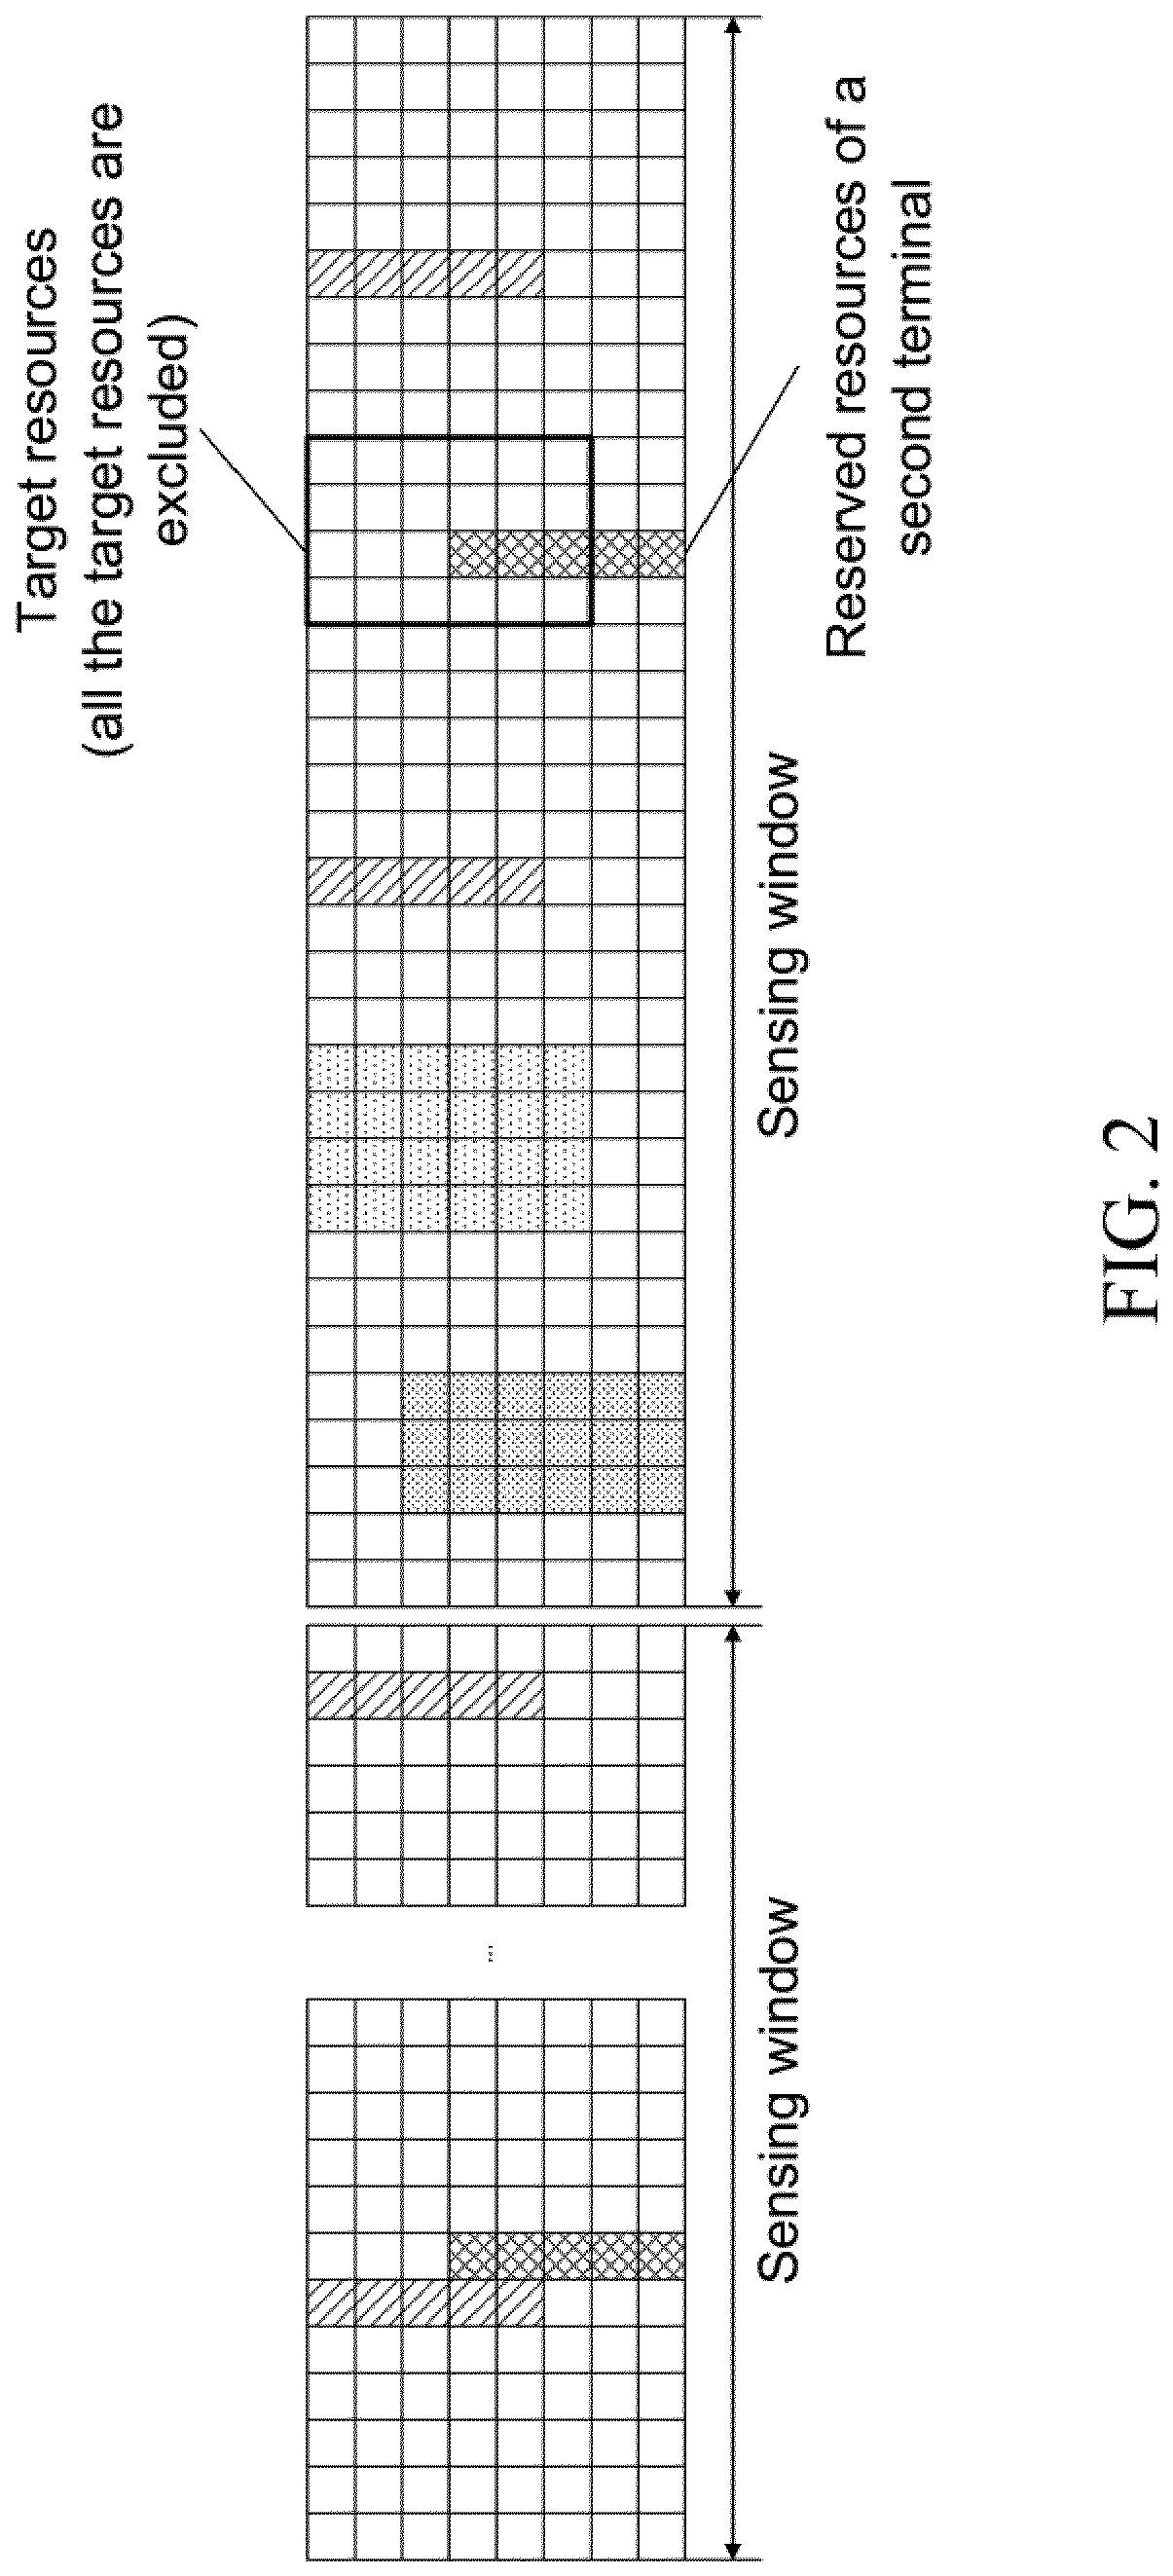 Target resources
(all the target resources are
excluded)
...
Sensing window
Sensing window
Reserved resources of a
second terminal
FIG. 2